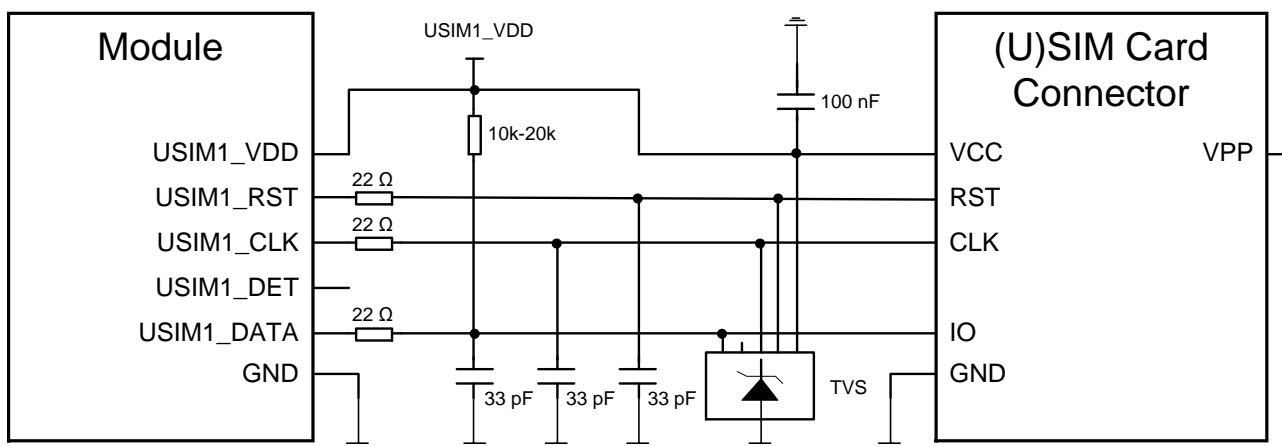 Module
USIM1_VDD
(U)SIM Card
Connector
100 nF
10k-20k
USIM1_VDD
VCC
VPP
22 Ω
USIM1_RST
RST
22 Ω
USIM1_CLK
CLK
USIM1_DET
22 Ω
USIM1_DATA
IO
GND
GND
33 pF
33 pF
33 pF
TVS